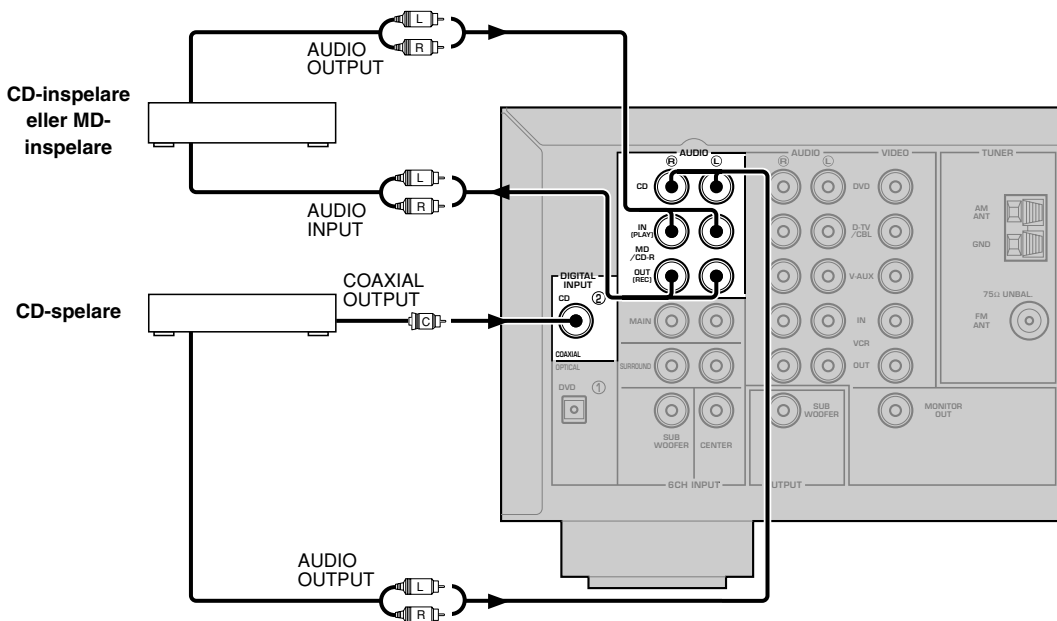 L
R
AUDIO
OUTPUT
CD-inspelare
eller MD-
inspelare
L
R
AUDIO
INPUT
COAXIAL
OUTPUT
C
CD-spelare
AUDIO
OUTPUT
L
R
DIGITAL
INPUT
CD
②
COAXIAL
OPTICAL
DVD
①
AUDIO
R
L
CD
IN
(PLAY)
MD
/CD-R
OUT
(REC)
MAIN
SURROUND
SUB
WOOFER
CENTER
6CH INPUT
AUDIO
R
L
VIDEO
DVD
D-TV
/CBL
V-AUX
IN
VCR
OUT
SUB
WOOFER
OUTPUT
MONITOR
OUT
TUNER
AM
ANT
GND
75Ω UNBAL.
FM
ANT